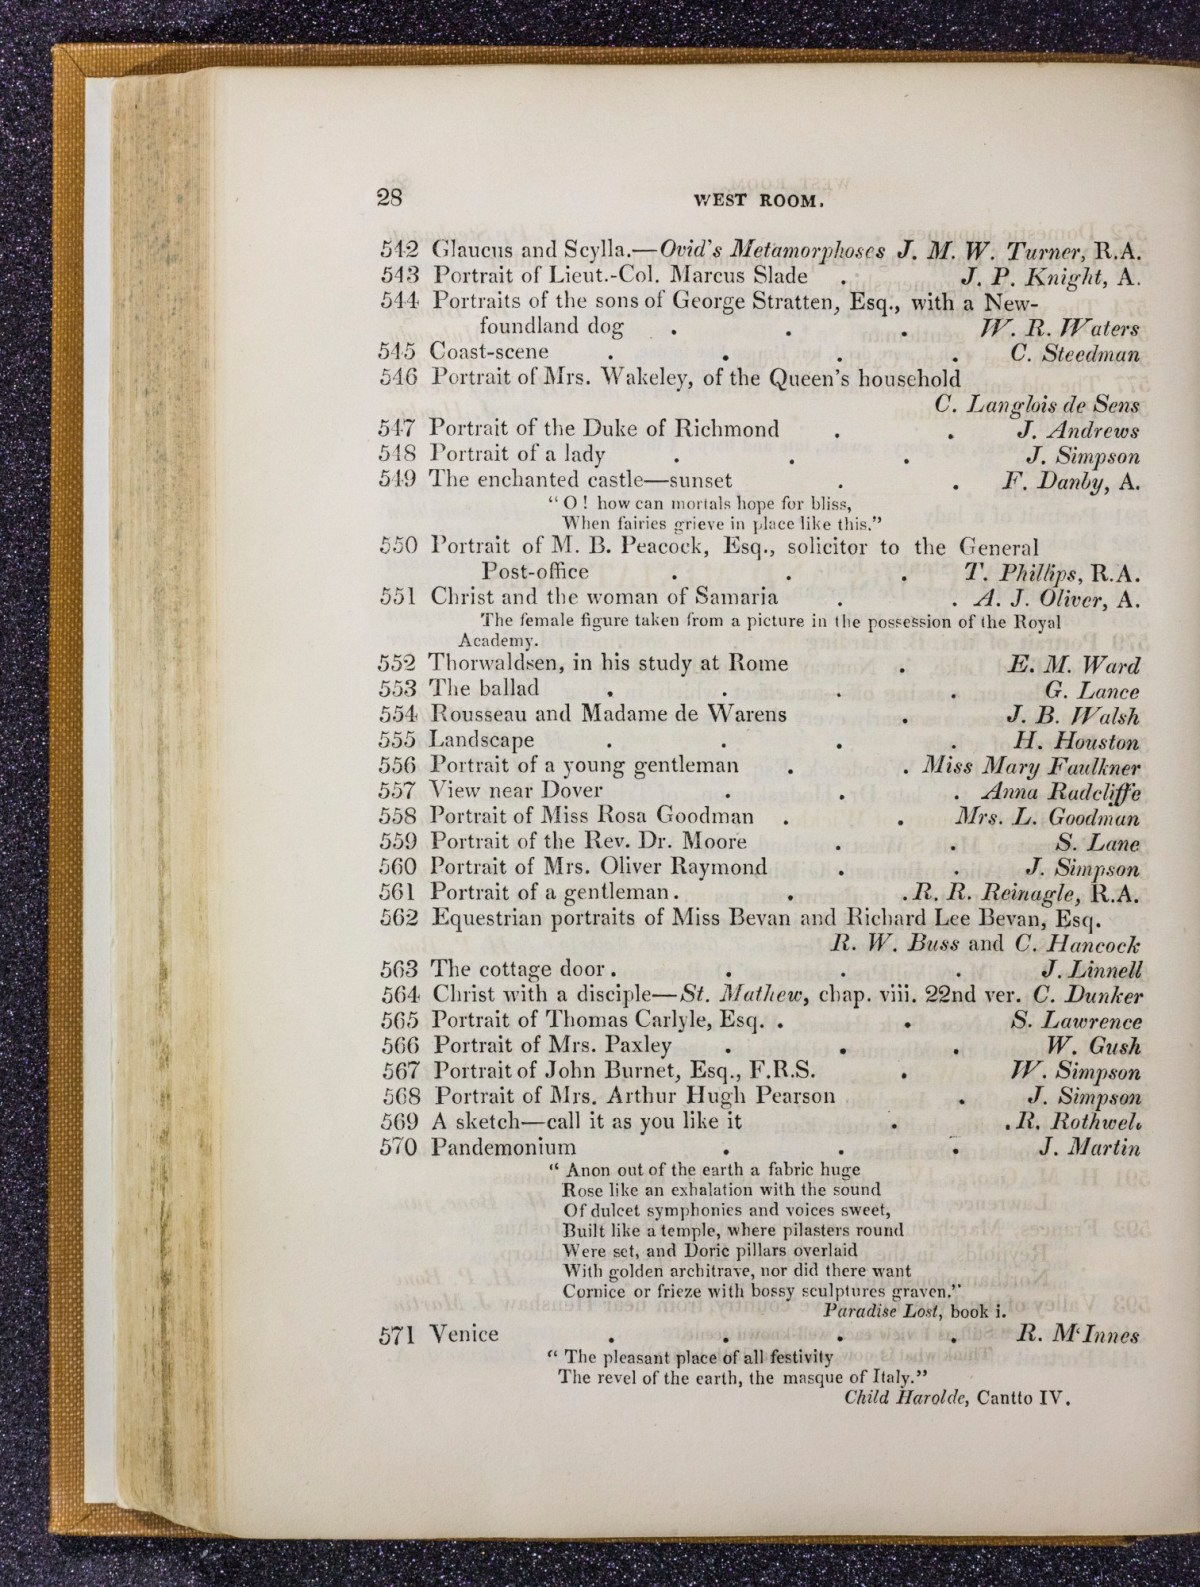 28 WEST ROOM.
542 Glaucus and Scylla.—Ovid's Metamorphoses J. M. W. Turner, R.A.
543 Portrait of Lieut.-Col. Marcus Slade . J. P. Knight, A.
544 Portraits of the sons of George Stratten, Esq., with a New-
foundland dog . . . W. R. Waters
545 Coast-scene . . . . C. Steedman
546 Portrait of Mrs. Wakeley, of the Queen's household
C. Langlois de Sens
547 Portrait of the Duke of Richmond . . J. Andrews
548 Portrait of a lady . . . J. Simpson
549 The enchanted castle—sunset . . F. Danby, A.
"O! how can mortals hope for bliss,
When fairies grieve in place like this."
550 Portrait of M. B. Peacock, Esq., solicitor to the General
Post-office . . . T. Phillips, R.A.
551 Christ and the woman of Samaria . . A. J. Oliver, A.
The female figure taken from a picture in the possession of the Royal
Academy.
552 Thorwaldsen, in his study at Rome . E. M. Ward
553 The ballad . . . . G. Lance
554 Rousseau and Madame de Warens . J. B. Walsh
555 Landscape . . . . H. Houston
556 Portrait of a young gentleman . . Miss Mary Faulkner
557 View near Dover . . . Anna Radcliffe
558 Portrait of Miss Rosa Goodman . . Mrs. L. Goodman
559 Portrait of the Rev. Dr. Moore . . S. Lane
560 Portrait of Mrs. Oliver Raymond . . J. Simpson
561 Portrait of a gentleman . . . R. R. Reinagle, R.A.
562 Equestrian portraits of Miss Bevan and Richard Lee Bevan, Esq.
R. W. Buss and C. Hancock
563 The cottage door . . . . J. Linnell
564 Christ with a disciple—St. Mathew, chap. viii. 22nd ver. C. Dunker
565 Portrait of Thomas Carlyle, Esq. . . S. Lawrence
566 Portrait of Mrs. Paxley . . . W. Gush
567 Portrait of John Burnet, Esq., F.R.S. . W. Simpson
568 Portrait of Mrs. Arthur Hugh Pearson . J. Simpson
569 A sketch—call it as you like it . . R. Rothwel.
570 Pandemonium . . . J. Martin
"Anon out of the earth a fabric huge
Rose like an exhalation with the sound
Of dulcet symphonies and voices sweet,
Built like a temple, where pilasters round
Were set, and Doric pillars overlaid
With golden architrave, nor did there want
Cornice or frieze with bossy sculptures graven."
Paradise Lost, book i.
571 Venice . . . . R. M'Innes
"The pleasant place of all festivity
The revel of the earth, the masque of Italy."
Child Harolde, Cantto IV.